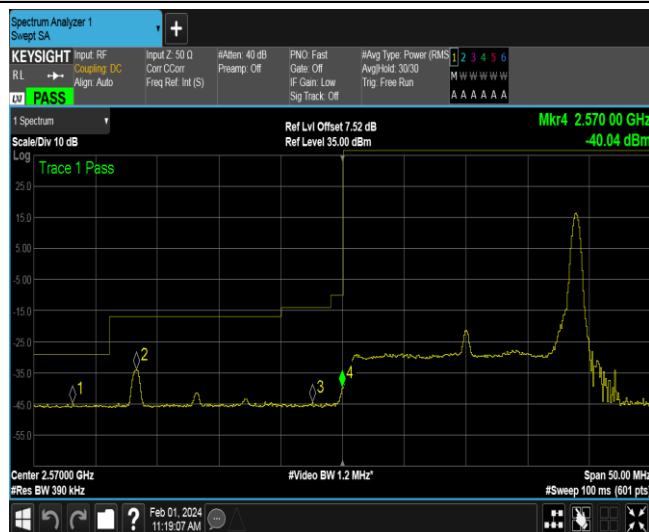 Spectrum Analyzer 1
Swept SA
+
KEYSIGHT
RL
LXI PASS
Input: RF
Coupling: DC
Align: Auto
Input Z: 50 Ω
Corr CCorr
Freq Ref: Int (S)
#Atten: 40 dB
Preamp: Off
PNO: Fast
Gate: Off
IF Gain: Low
Sig Track: Off
#Avg Type: Power (RMS
Avg|Hold: 30/30
Trig: Free Run
1 2 3 4 5 6
M W W W W W
A A A A A A
1 Spectrum
Scale/Div 10 dB
Ref Lvl Offset 7.52 dB
Ref Level 35.00 dBm
Mkr4 2.570 00 GHz
-40.04 dBm
Log
Trace 1 Pass
25.0
15.0
5.00
-5.00
-15.0
-25.0
-35.0
-45.0
-55.0
1
2
3
4
Center 2.57000 GHz
#Res BW 390 kHz
#Video BW 1.2 MHz*
Span 50.00 MHz
#Sweep 100 ms (601 pts)
?
Feb 01, 2024
11:19:07 AM